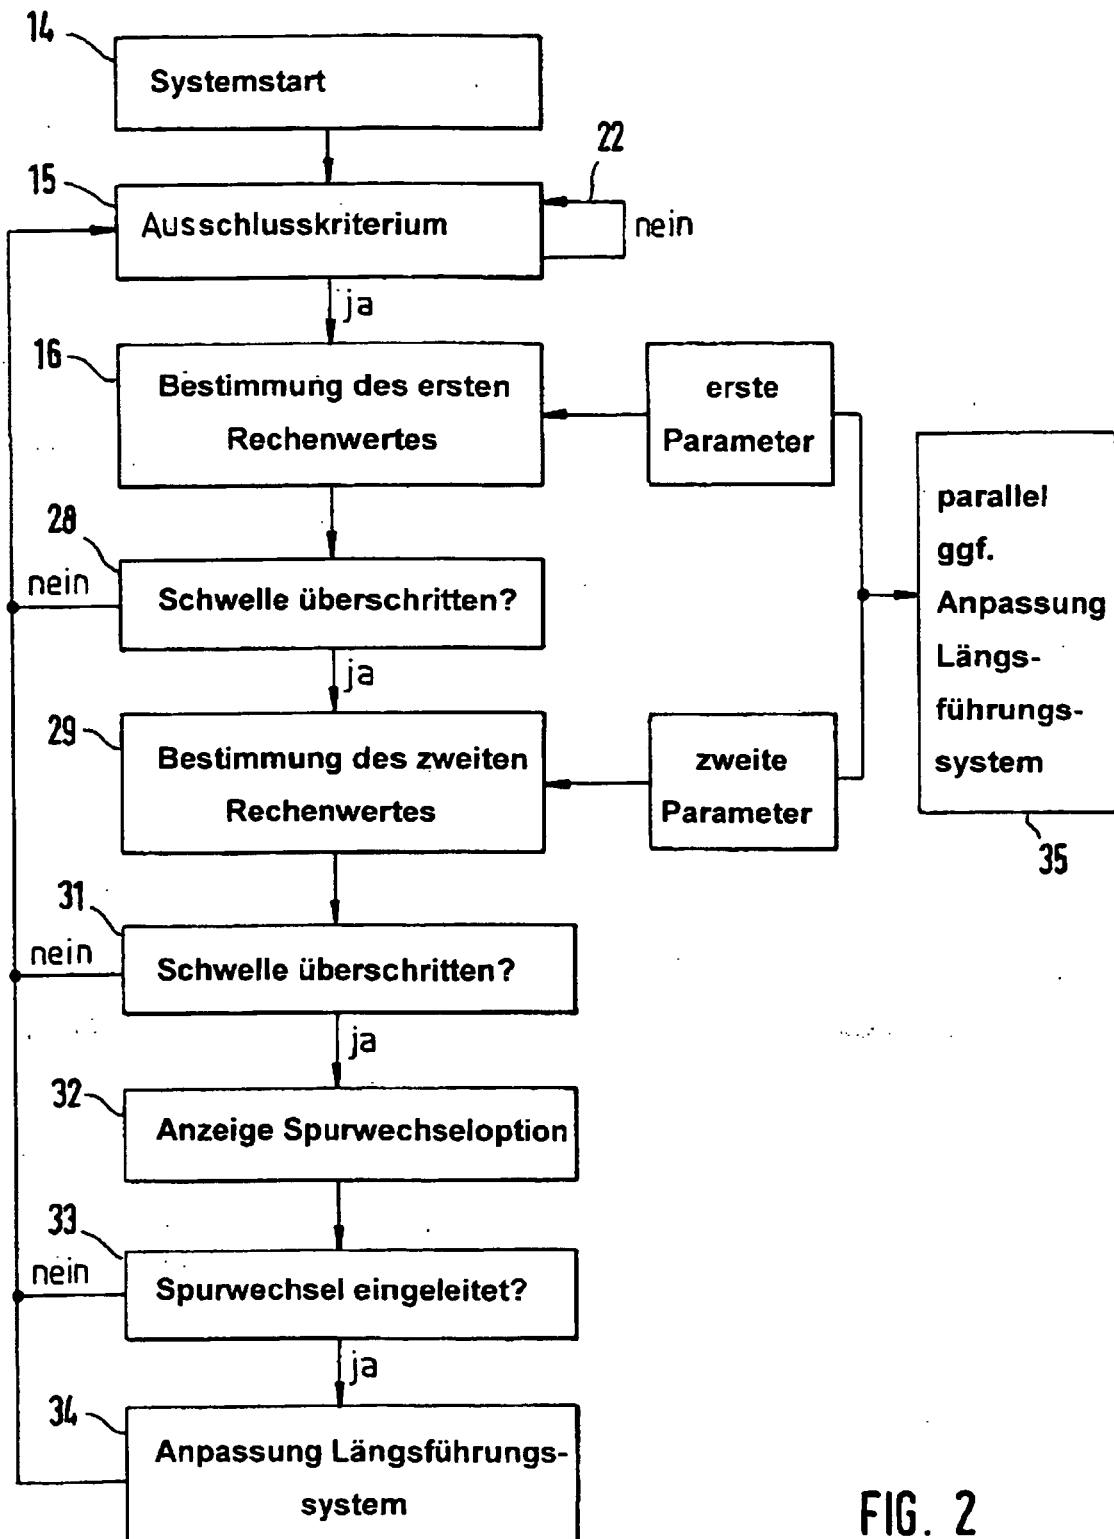 14
Systemstart
15
Ausschlusskriterium
22
nein
ja
16
Bestimmung des ersten
Rechenwertes
erste
Parameter
parallel
ggf.
Anpassung
Längs-
führungs-
system
35
28
nein
Schwelle überschritten?
ja
29
Bestimmung des zweiten
Rechenwertes
zweite
Parameter
31
nein
Schwelle überschritten?
ja
32
Anzeige Spurwechseloption
33
nein
Spurwechsel eingeleitet?
ja
34
Anpassung Längsführungs-
system
FIG. 2